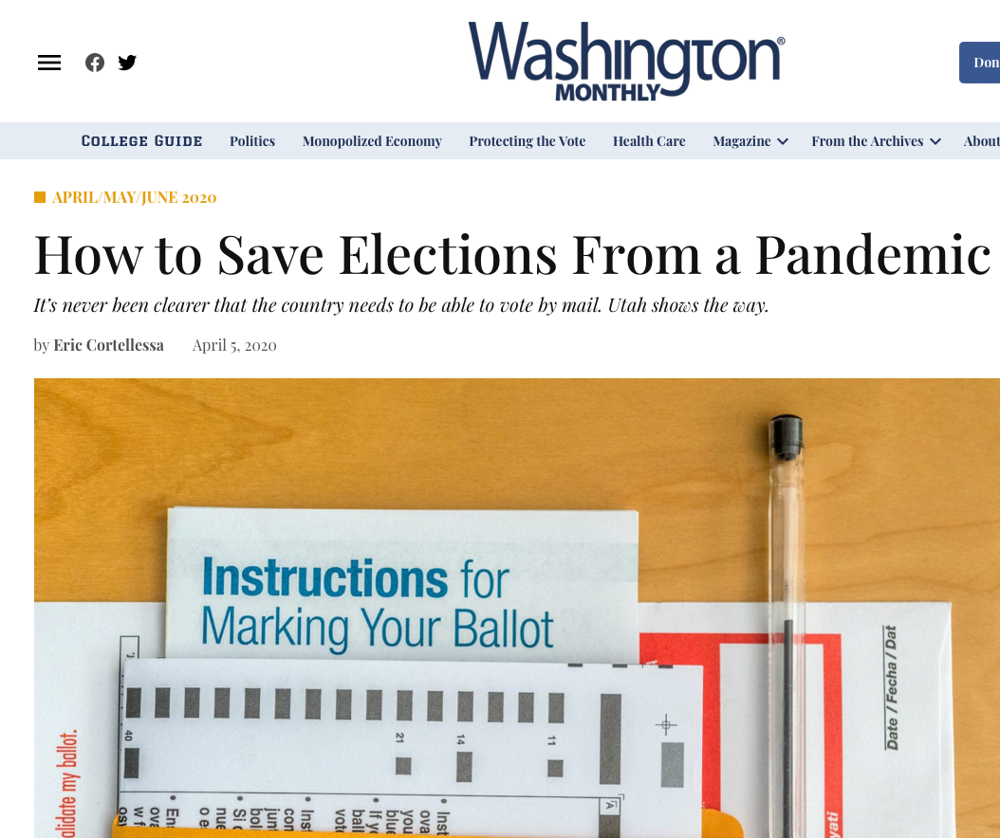 Washington®
MONTHLY
Don
College Guide
Politics
Monopolized Economy
Protecting the Vote
Health Care
Magazine
From the Archives
About
APRIL/MAY/JUNE 2020
How to Save Elections From a Pandemic
It’s never been clearer that the country needs to be able to vote by mail. Utah shows the way.
by Eric Cortellessa
April 5, 2020
Instructions for
Marking Your Ballot
40
21
14
11
A
Date / Fecha / Dat
alidate my ballot.